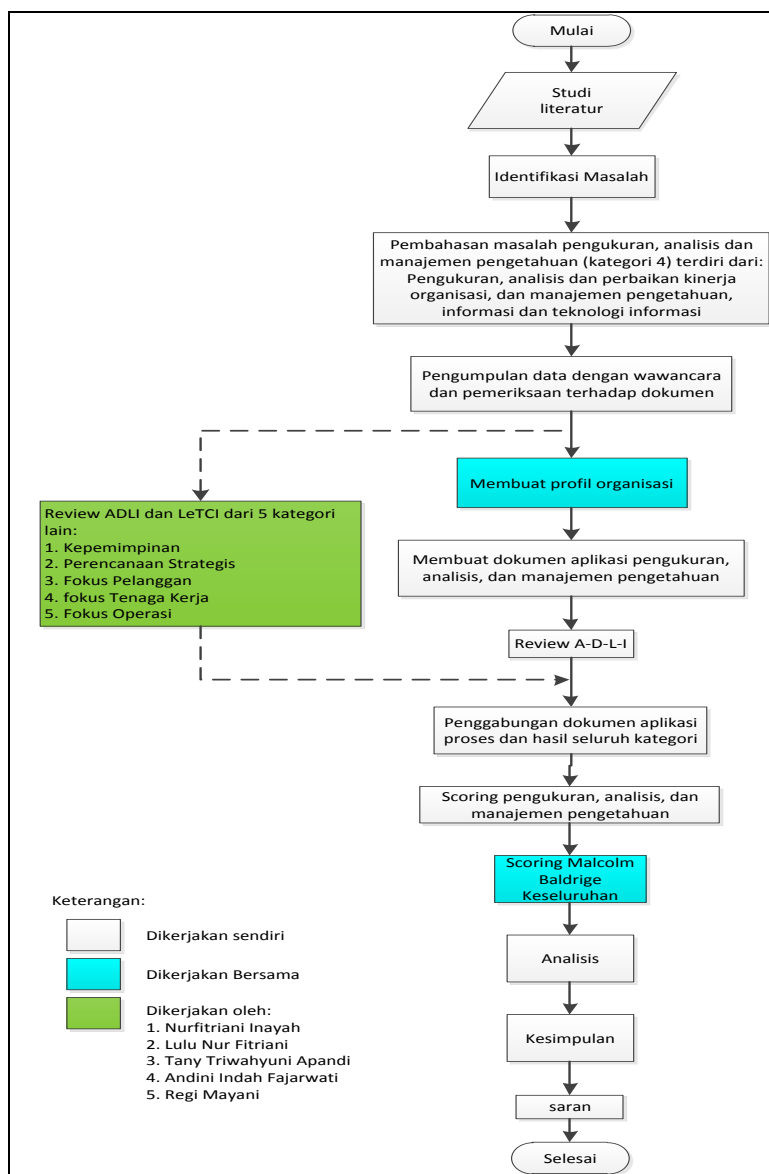 Mulai
Studi
literatur
Identifikasi Masalah
Pembahasan masalah pengukuran, analisis dan
manajemen pengetahuan (kategori 4) terdiri dari:
Pengukuran, analisis dan perbaikan kinerja
organisasi, dan manajemen pengetahuan,
informasi dan teknologi informasi
Pengumpulan data dengan wawancara
dan pemeriksaan terhadap dokumen
Membuat profil organisasi
Review ADLI dan LeTCI dari 5 kategori
lain:
1. Kepemimpinan
2. Perencanaan Strategis
3. Fokus Pelanggan
4. fokus Tenaga Kerja
5. Fokus Operasi
Membuat dokumen aplikasi pengukuran,
analisis, dan manajemen pengetahuan
Review A-D-L-I
Penggabungan dokumen aplikasi
proses dan hasil seluruh kategori
Scoring pengukuran, analisis, dan
manajemen pengetahuan
Scoring Malcolm
Baldrige
Keseluruhan
Analisis
Kesimpulan
saran
Selesai
Keterangan:
Dikerjakan sendiri
Dikerjakan Bersama
Dikerjakan oleh:
1. Nurfitriani Inayah
2. Lulu Nur Fitriani
3. Tany Triwahyuni Apandi
4. Andini Indah Fajarwati
5. Regi Mayani